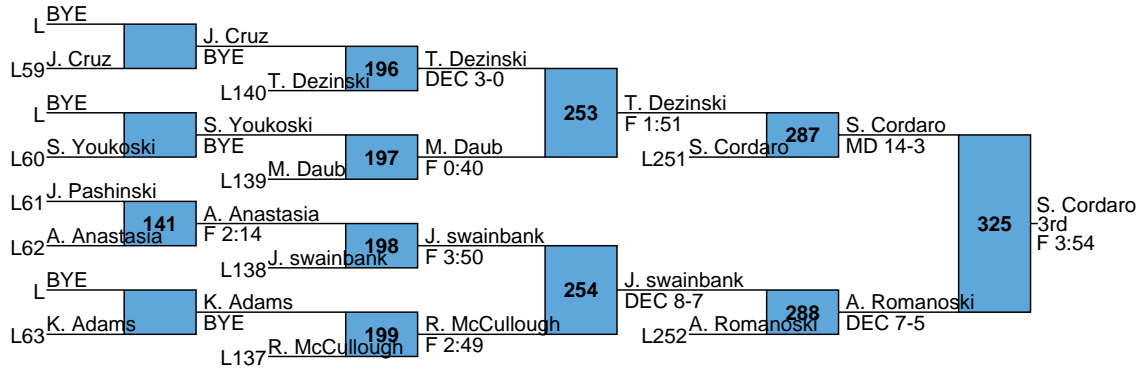 BYE
L
J. Cruz
L59
J. Cruz
BYE
T. Dezinski
L140
196
T. Dezinski
DEC 3-0
BYE
L
S. Youkoski
L60
S. Youkoski
BYE
M. Daub
L139
197
M. Daub
F 0:40
253
T. Dezinski
F 1:51
S. Cordaro
L251
287
S. Cordaro
MD 14-3
J. Pashinski
L61
141
A. Anastasia
L62
A. Anastasia
F 2:14
J. swainbank
L138
198
J. swainbank
F 3:50
BYE
L
K. Adams
L63
K. Adams
BYE
R. McCullough
L137
199
R. McCullough
F 2:49
254
J. swainbank
DEC 8-7
A. Romanoski
L252
288
A. Romanoski
DEC 7-5
325
S. Cordaro
3rd
F 3:54